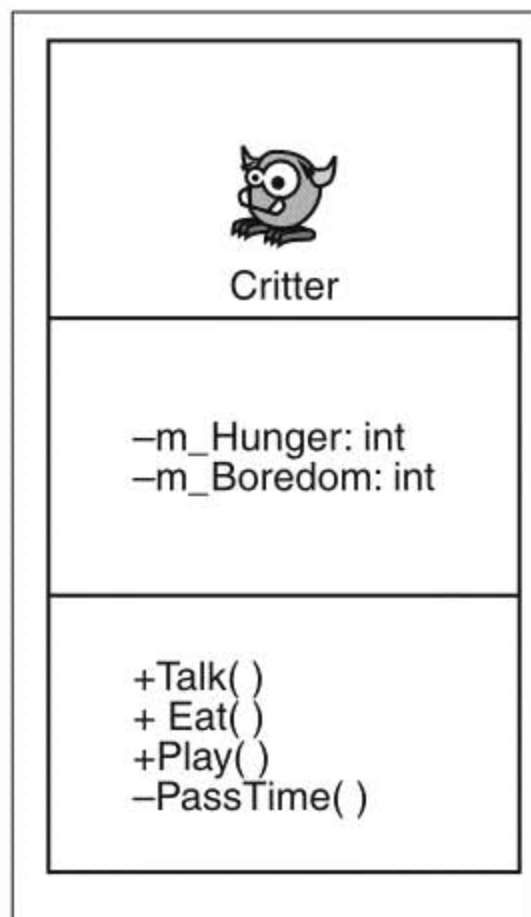 Critter
–m_Hunger: int
–m_Boredom: int
+Talk( )
+ Eat( )
+Play( )
–PassTime( )